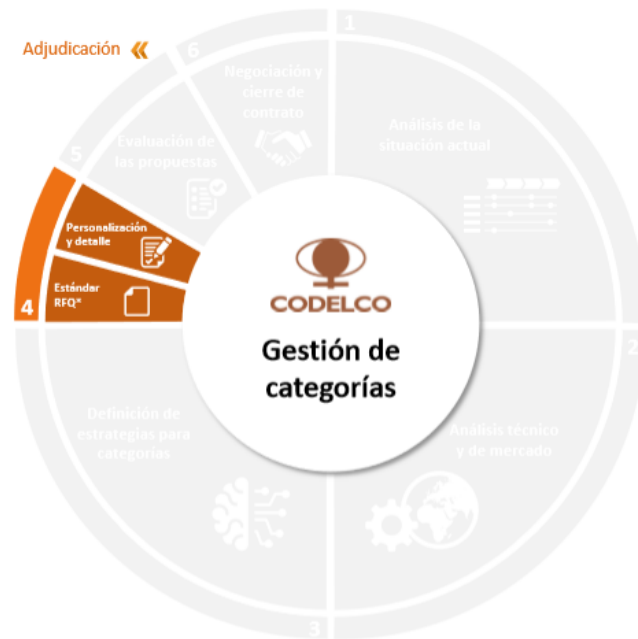 Adjudicación «
1
Análisis de la
situación actual
2
Análisis técnico
y de mercado
3
Definición de
estrategias para
categorías
4
Estándar
RFQ*
Personalización
y detalle
5
Evaluación de
las propuestas
6
Negociación y
cierre de
contrato
CODELCO
Gestión de
categorías